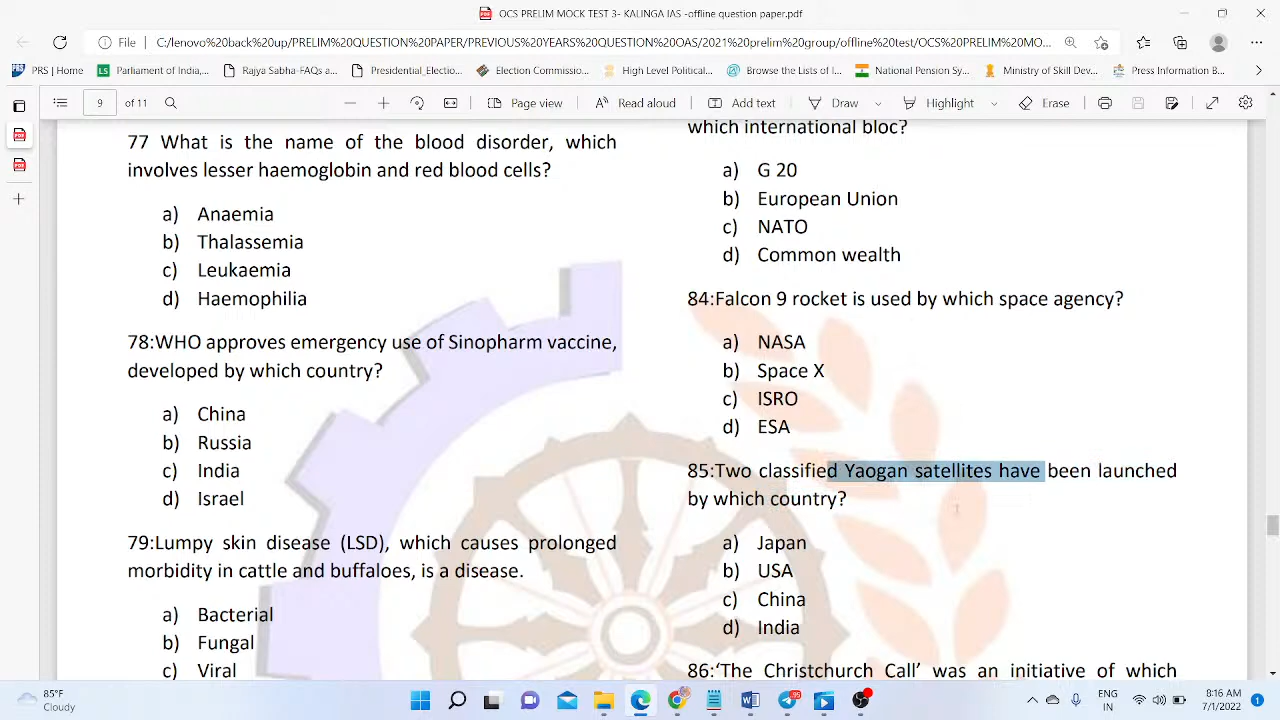 OCS PRELIM MOCK TEST 3- KALINGA IAS -offline question paper.pdf
File C:/lenovo%20back%20up/PRELIM%20QUESTION%20PAPER/PREVIOUS%20YEARS%20QUESTION%20OAS/2021%20prelim%20group/offline%20test/OCS%20PRELIM%20MO...
PRS | Home
Parliament of India,...
Rajya Sabha-FAQs a...
Presidential_Electio...
Election Commissio...
High Level Political...
Browse the Lists of I...
National Pension Sy...
Ministry of Skill Dev...
Press Information B...
9 of 11
Page view
Read aloud
Add text
Draw
Highlight
Erase
77 What is the name of the blood disorder, which
involves lesser haemoglobin and red blood cells?
a) Anaemia
b) Thalassemia
c) Leukaemia
d) Haemophilia
78:WHO approves emergency use of Sinopharm vaccine,
developed by which country?
a) China
b) Russia
c) India
d) Israel
79:Lumpy skin disease (LSD), which causes prolonged
morbidity in cattle and buffaloes, is a disease.
a) Bacterial
b) Fungal
c) Viral
which international bloc?
a) G 20
b) European Union
c) NATO
d) Common wealth
84:Falcon 9 rocket is used by which space agency?
a) NASA
b) Space X
c) ISRO
d) ESA
85:Two classified Yaogan satellites have been launched
by which country?
a) Japan
b) USA
c) China
d) India
86:‘The Christchurch Call’ was an initiative of which
85°F
Cloudy
95
ENG
IN
8:16 AM
7/1/2022
1